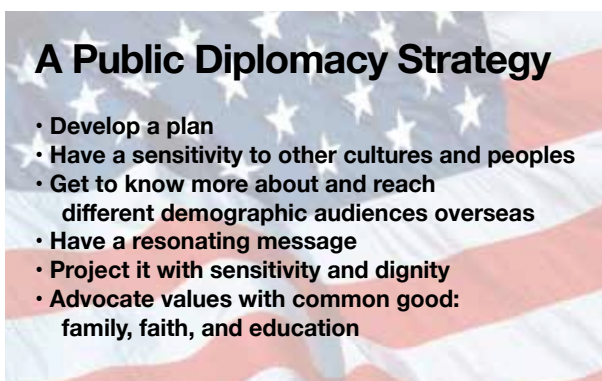 A Public Diplomacy Strategy
• Develop a plan
• Have a sensitivity to other cultures and peoples
• Get to know more about and reach
different demographic audiences overseas
• Have a resonating message
• Project it with sensitivity and dignity
• Advocate values with common good:
family, faith, and education